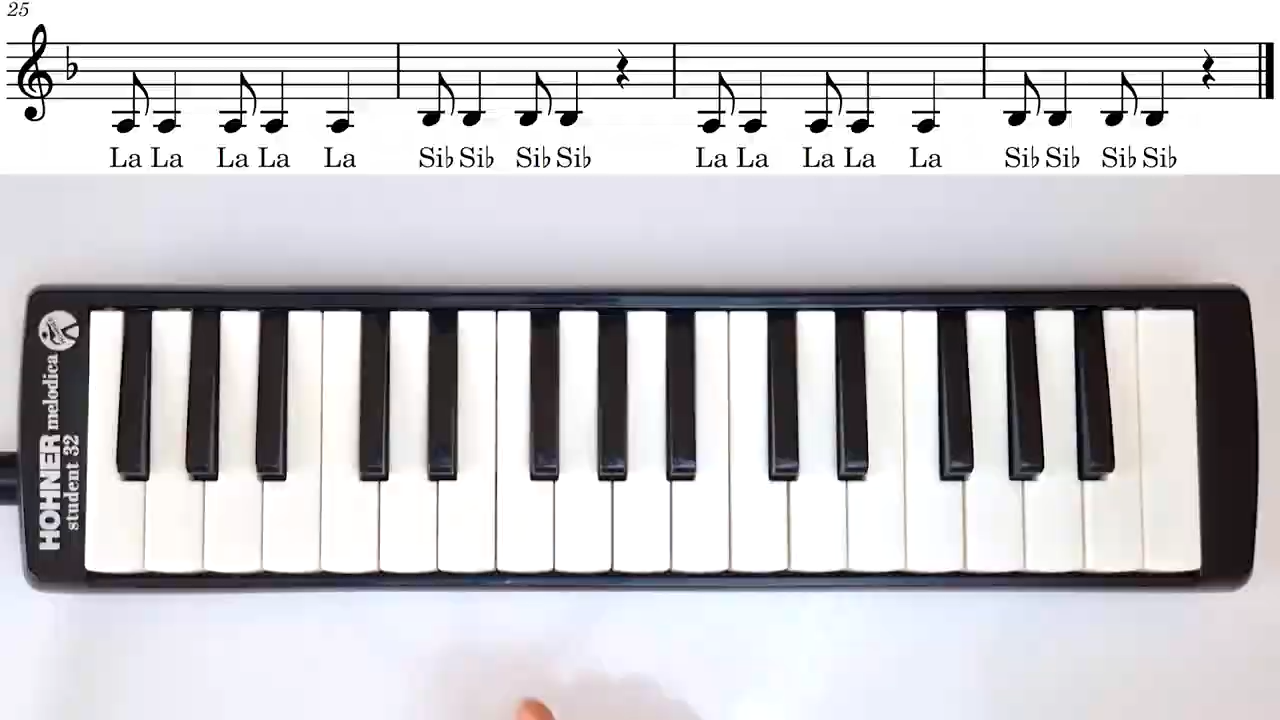 25
La La La La La Si♭ Si♭ Si♭ Si♭ La La La La La Si♭ Si♭ Si♭ Si♭
HOHNER melodica
student 32